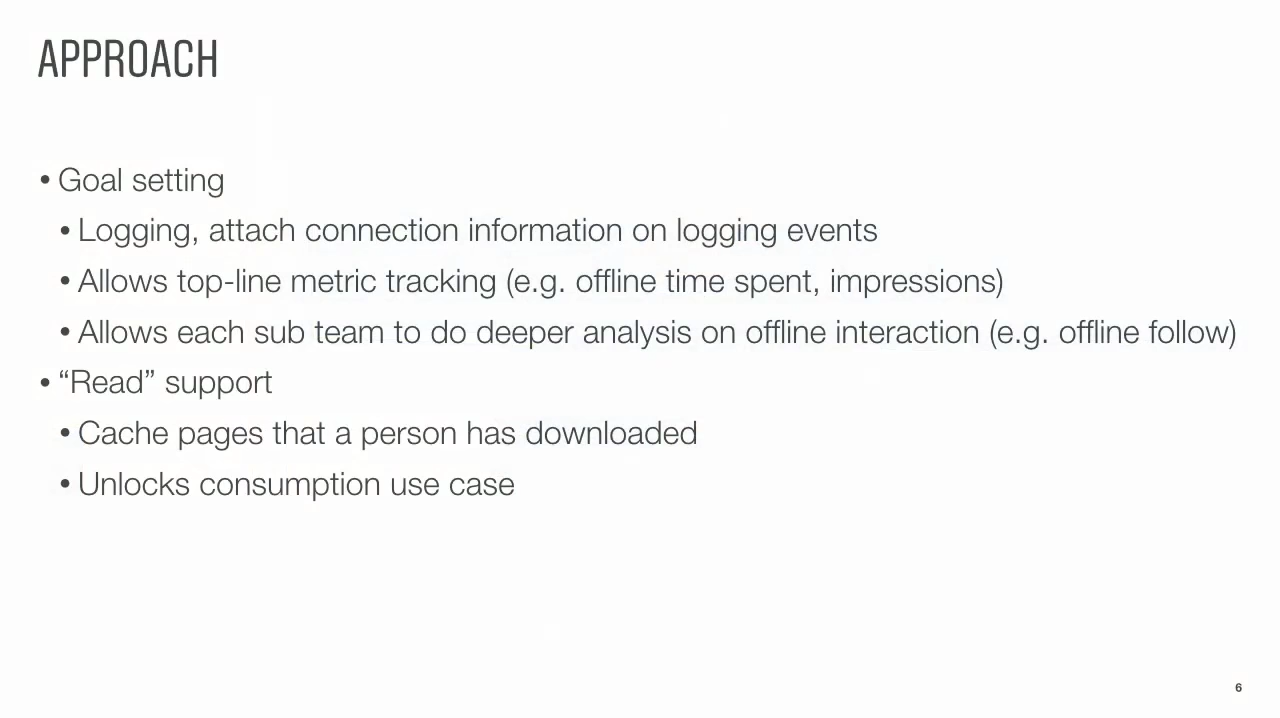 APPROACH
• Goal setting
• Logging, attach connection information on logging events
• Allows top-line metric tracking (e.g. offline time spent, impressions)
• Allows each sub team to do deeper analysis on offline interaction (e.g. offline follow)
• “Read” support
• Cache pages that a person has downloaded
• Unlocks consumption use case
6